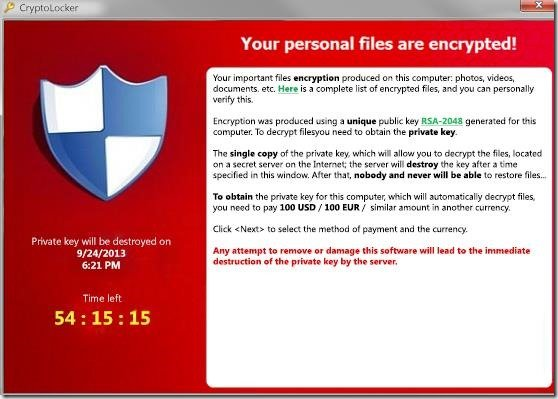 CryptoLocker
Your personal files are encrypted!
Your important files encryption produced on this computer: photos, videos,
documents. etc. Here is a complete list of encrypted files, and you can personally
verify this.
Encryption was produced using a unique public key RSA-2048 generated for this
computer. To decrypt filesyou need to obtain the private key.
The single copy of the private key, which will allow you to decrypt the files, located
on a secret server on the Internet; the server will destroy the key after a time
specified in this window. After that, nobody and never will be able to restore files...
To obtain the private key for this computer, which will automatically decrypt files,
you need to pay 100 USD / 100 EUR / similar amount in another currency.
Click <Next> to select the method of payment and the currency.
Any attempt to remove or damage this software will lead to the immediate
destruction of the private key by the server.
Private key will be destroyed on
9/24/2013
6:21 PM
Time left
54 : 15 : 15